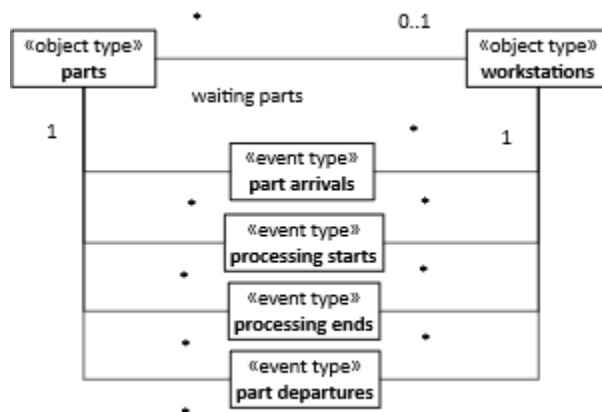 * 0..1
«object type»
parts
«object type»
workstations
waiting parts
1 * 1
«event type»
part arrivals
* *
«event type»
processing starts
* *
«event type»
processing ends
* *
«event type»
part departures
*